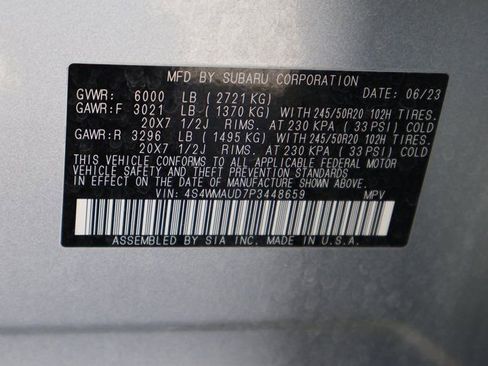 MFD BY SUBARU CORPORATION DATE: 06/23
GVWR: 6000 LB ( 2721 KG)
GAWR:F 3021 LB ( 1370 KG) WITH 245/50R20 102H TIRES.
20X7 1/2J RIMS. AT 230 KPA ( 33 PSI) COLD
GAWR:R 3296 LB ( 1495 KG) WITH 245/50R20 102H TIRES.
20X7 1/2J RIMS. AT 230 KPA ( 33 PSI) COLD
THIS VEHICLE CONFORMS TO ALL APPLICABLE FEDERAL MOTOR
VEHICLE SAFETY AND THEFT PREVENTION STANDARDS
IN EFFECT ON THE DATE OF MANUFACTURE SHOWN ABOVE.
VIN: 4S4WMAUD7P3448659 MPV
ASSEMBLED BY SIA INC. MADE IN U.S.A.